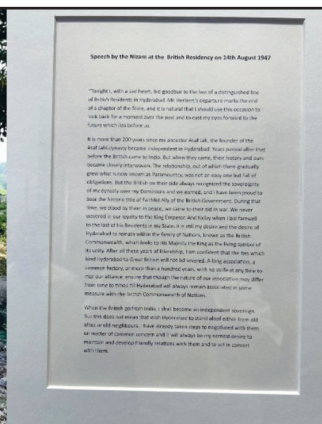 Speech by the Nizam at the British Residency on 14th August 1947
"Tonight I, with a sad heart, bid goodbye to the last of a distinguished line
of British Residents in Hyderabad. Mr. Herbert's departure marks the end
of a chapter of the State, and it is natural that I should use this occasion to
look back for a moment over the past and to cast my eyes forward to the
future which lies before us.
It is more than 200 years since my ancestor Asaf Jah, the founder of the
Asaf Jahi dynasty became independent in Hyderabad. Years passed after that
before the British came to India. But when they came, their history and ours
became closely interwoven. The relationship, out of which there gradually
grew what is now known as Paramountcy, was not an easy one but full of
obligations. But the British on their side always recognized the sovereignty
of my dynasty over my Dominions and we earned, and I have been proud to
bear the historic title of Faithful Ally of the British Government. During that
time, we stood by them in peace, we came to their aid in war. We never
wavered in our loyalty to the King Emperor. And today when I bid farewell
to the last of his Residents in my State, it is still my desire and the desire of
Hyderabad to remain within the family of Nations, known as the British
Commonwealth, which looks to His Majesty the King as the living symbol of
its unity. After all these years of friendship, I am confident that the ties which
bind Hyderabad to Great Britain will not be severed. A long association, a
common history, of more than a hundred years, with no strife at any time to
mar our alliance, ensure that though the nature of our association may differ
from time to times till Hyderabad will always remain associated in some
measure with the British Commonwealth of Nations.
When the British go from India, I shall become an independent sovereign.
But this does not mean that wish Hyderabad to stand aloof either from old
allies or old neighbours. I have already taken steps to negotiated with them
on matter of common concern and it will always be my earnest desire to
maintain and develop friendly relations with them and to act in concert
with them.